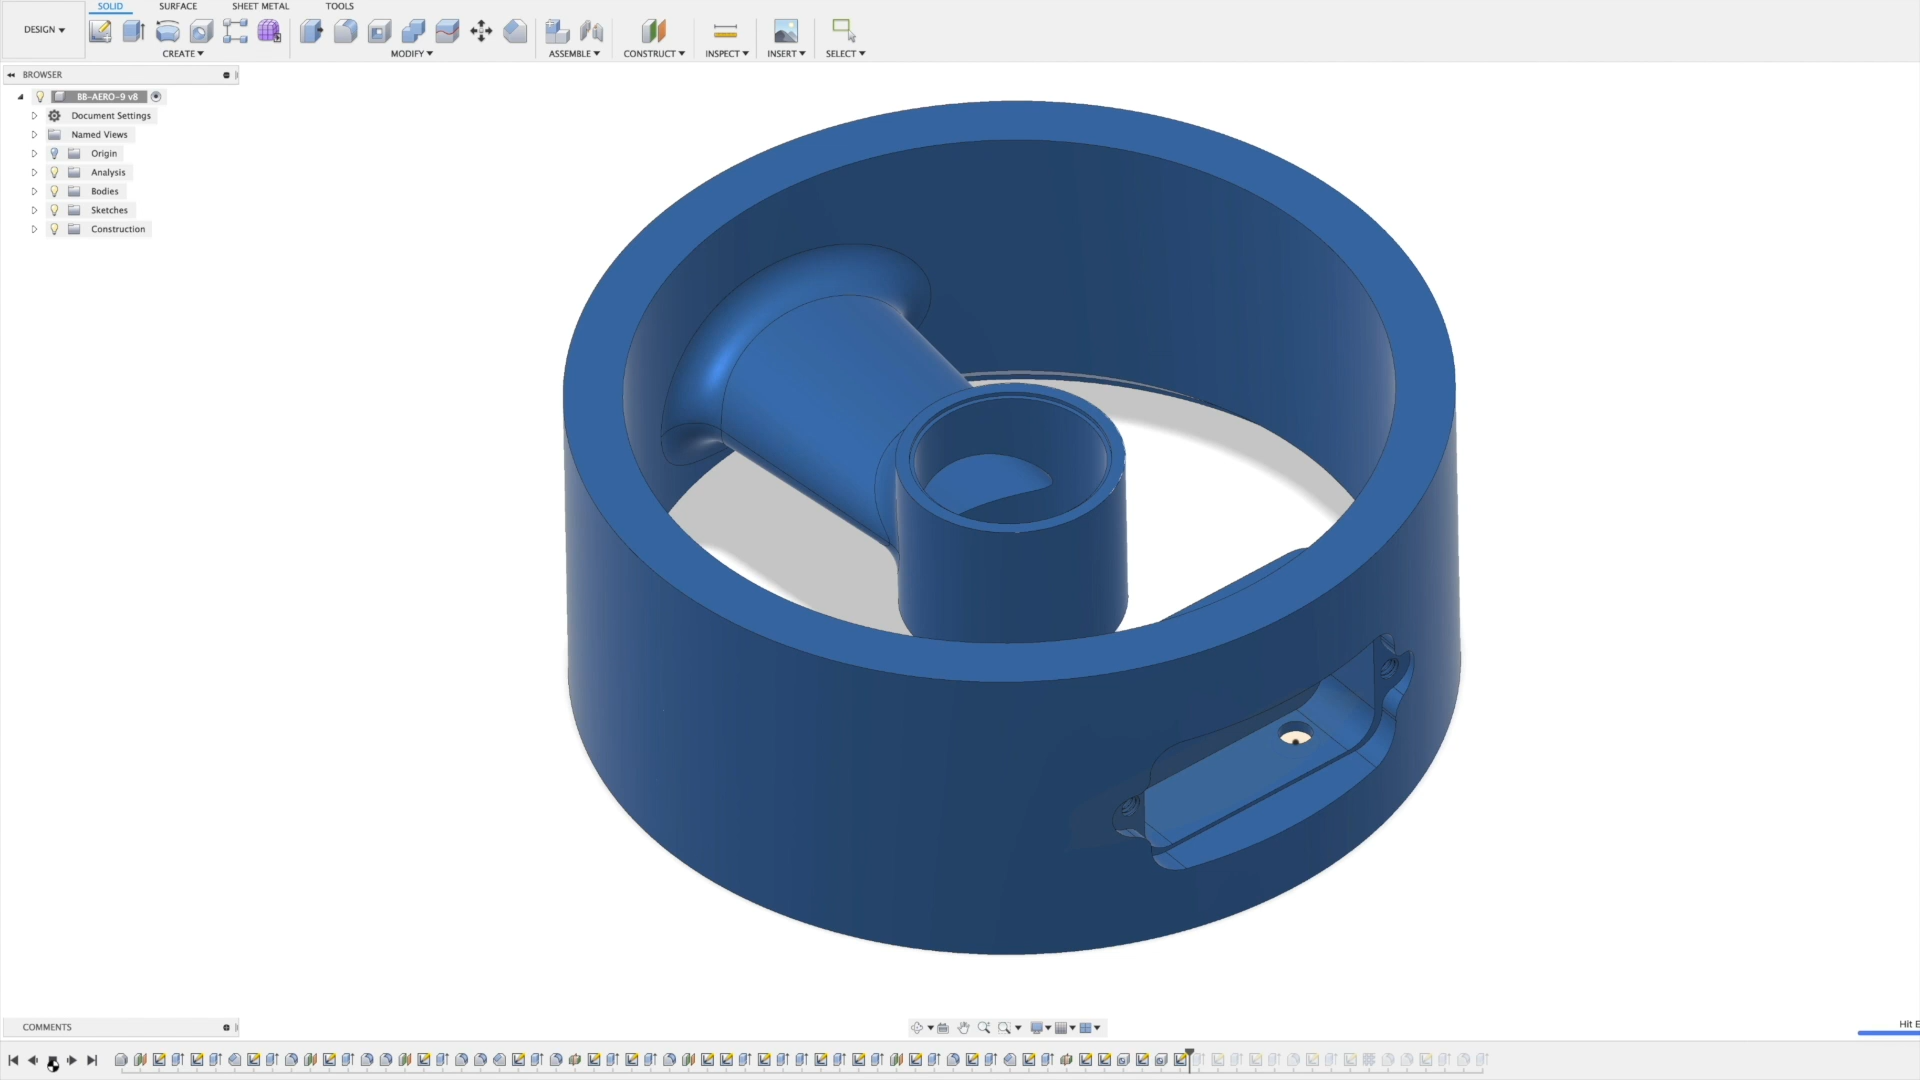 SOLID SURFACE SHEET METAL TOOLS
DESIGN
CREATE MODIFY ASSEMBLE CONSTRUCT INSPECT INSERT SELECT
BROWSER
BB-AERO-9 v8
Document Settings
Named Views
Origin
Analysis
Bodies
Sketches
Construction
COMMENTS
Hit E